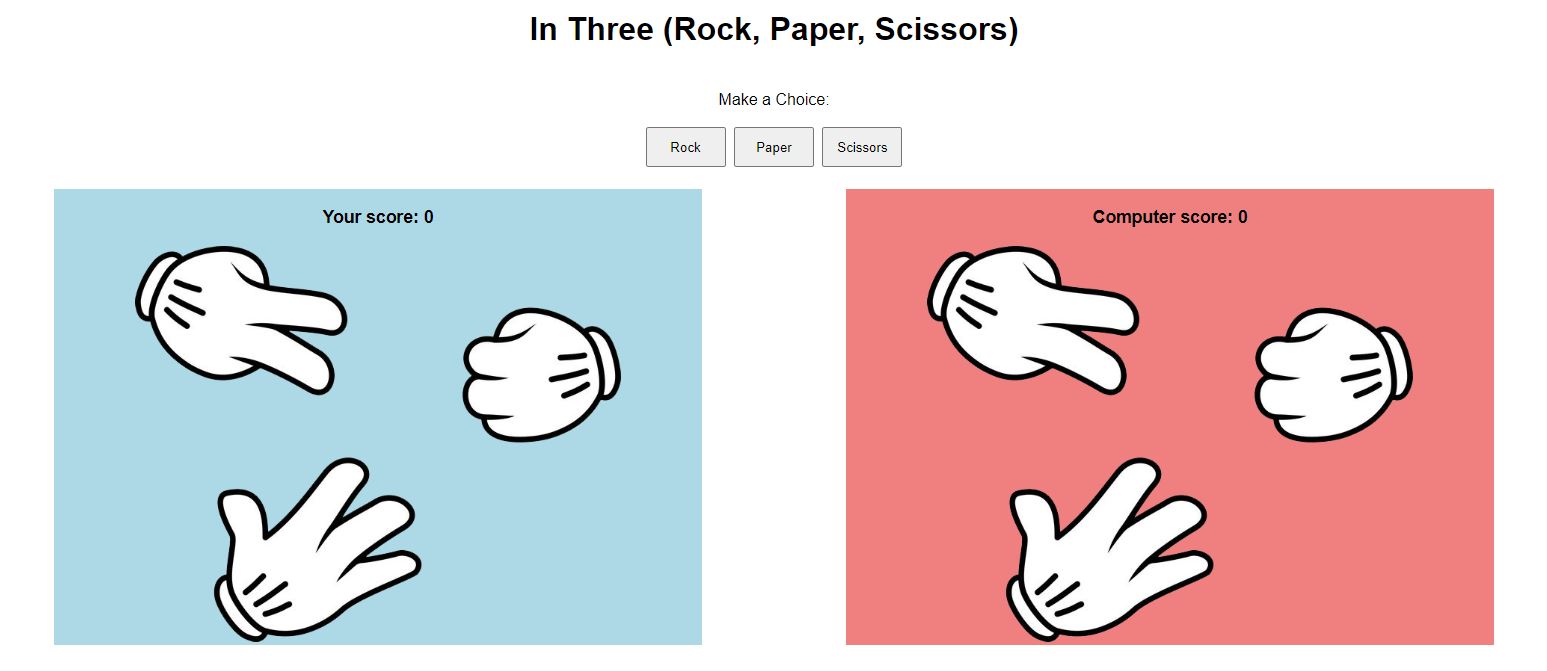 In Three (Rock, Paper, Scissors)
Make a Choice:
Rock
Paper
Scissors
Your score: 0
Computer score: 0